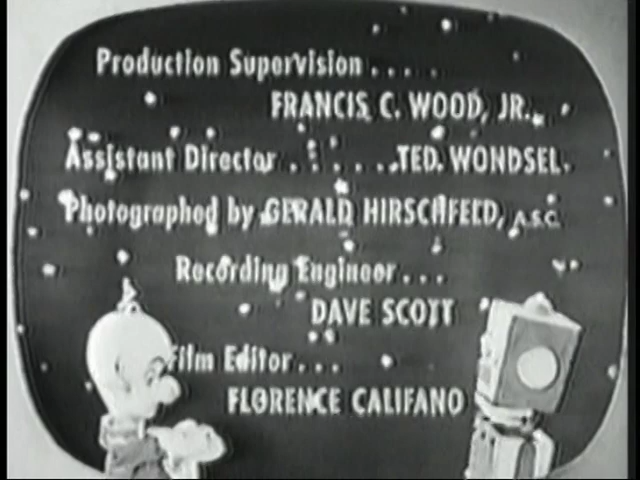 Production Supervision . . . .
FRANCIS C. WOOD, JR.
Assistant Director . . . . . . . TED. WONDSEL
Photographed by GERALD HIRSCHFELD, A.S.C.
Recording Engineer . . .
DAVE SCOTT
Film Editor . . .
FLORENCE CALIFANO